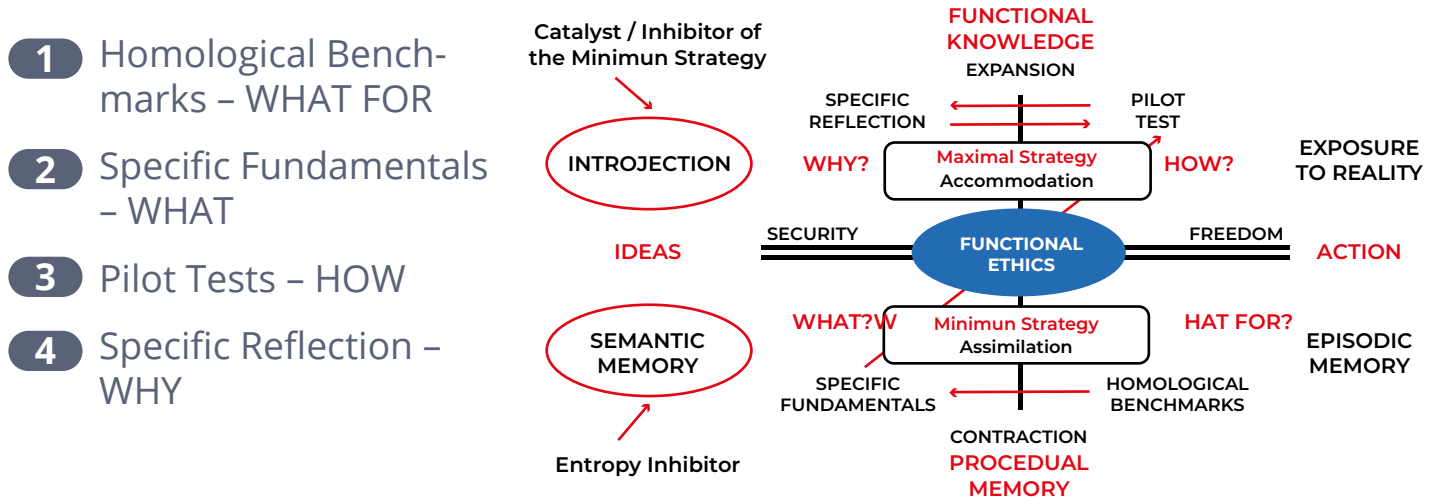 1 Homological Bench-
marks – WHAT FOR
2 Specific Fundamentals
– WHAT
3 Pilot Tests – HOW
4 Specific Reflection –
WHY
Catalyst / Inhibitor of
the Minimun Strategy
INTROJECTION
IDEAS
SEMANTIC
MEMORY
Entropy Inhibitor
FUNCTIONAL
KNOWLEDGE
EXPANSION
SPECIFIC
REFLECTION
PILOT
TEST
WHY?
Maximal Strategy
Accommodation
HOW?
SECURITY
FUNCTIONAL
ETHICS
FREEDOM
WHAT?W
Minimun Strategy
Assimilation
HAT FOR?
SPECIFIC
FUNDAMENTALS
HOMOLOGICAL
BENCHMARKS
CONTRACTION
PROCEDUAL
MEMORY
EXPOSURE
TO REALITY
ACTION
EPISODIC
MEMORY